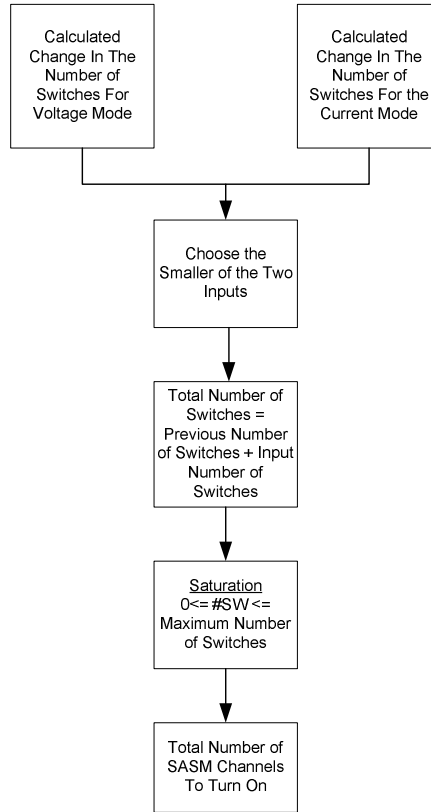 Calculated
Change In The
Number of
Switches For
Voltage Mode
Calculated
Change In The
Number of
Switches For the
Current Mode
Choose the
Smaller of the Two
Inputs
Total Number of
Switches =
Previous Number
of Switches + Input
Number of
Switches
Saturation
0<= #SW <=
Maximum Number
of Switches
Total Number of
SASM Channels
To Turn On